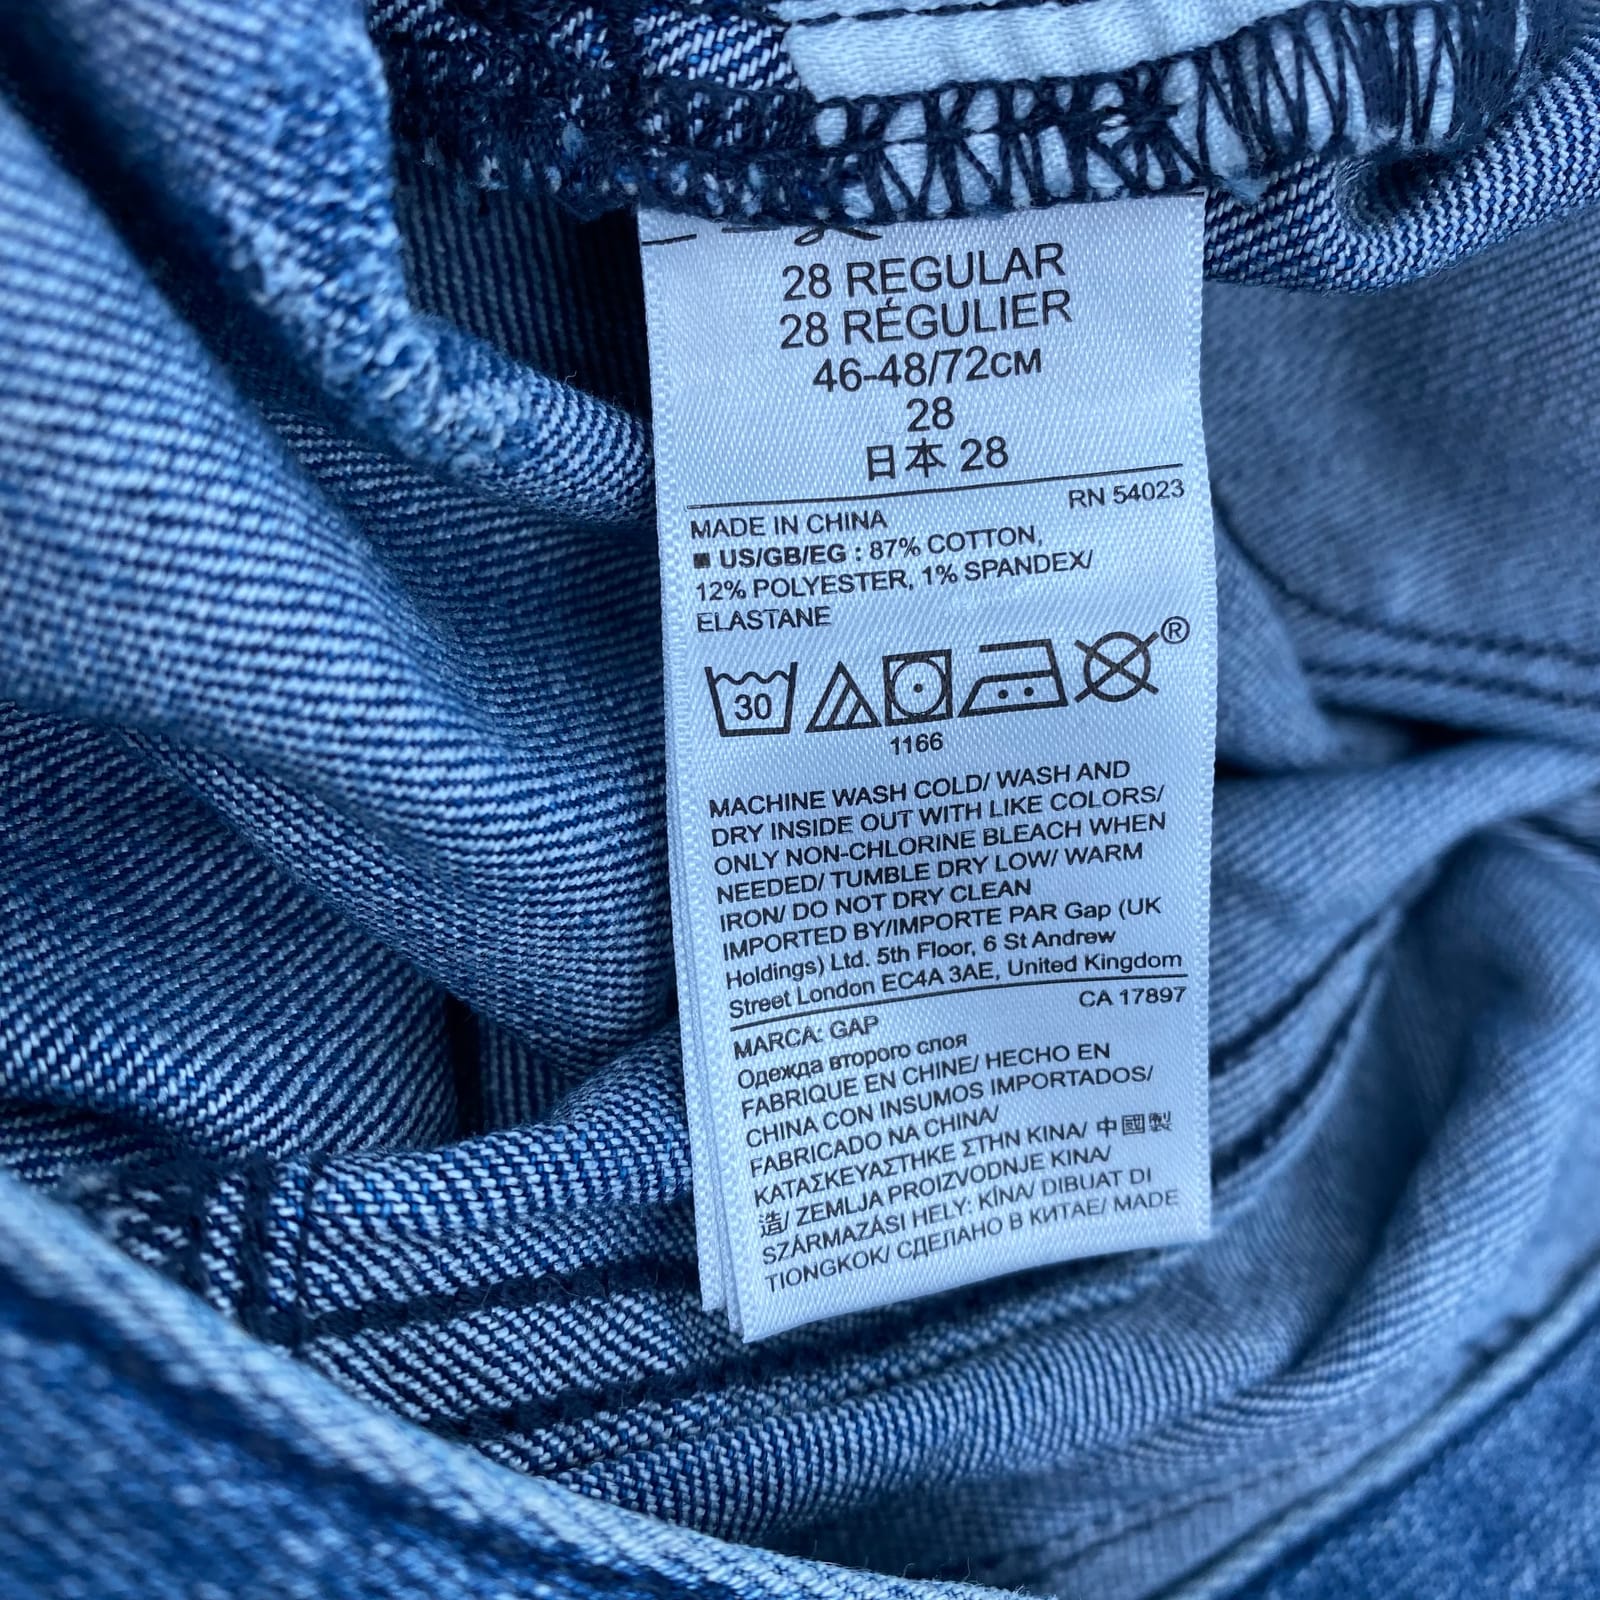 28 REGULAR
28 RÉGULIER
46-48/72CM
28
日本 28
RN 54023
MADE IN CHINA
■ US/GB/EG : 87% COTTON,
12% POLYESTER, 1% SPANDEX/
ELASTANE
30
®
1166
MACHINE WASH COLD/ WASH AND
DRY INSIDE OUT WITH LIKE COLORS/
ONLY NON-CHLORINE BLEACH WHEN
NEEDED/ TUMBLE DRY LOW/ WARM
IRON/ DO NOT DRY CLEAN
IMPORTED BY/IMPORTE PAR Gap (UK
Holdings) Ltd. 5th Floor, 6 St Andrew
Street London EC4A 3AE, United Kingdom
CA 17897
MARCA: GAP
Одежда второго слоя
FABRIQUE EN CHINE/ HECHO EN
CHINA CON INSUMOS IMPORTADOS/
FABRICADO NA CHINA/
ΚΑΤΑΣΚΕΥΑΣΤΗΚΕ ΣΤΗΝ ΚΙΝΑ/ 中國製
造/ ZEMLJA PROIZVODNJE KINA/
SZÁRMAZÁSI HELY: KÍNA/ DIBUAT DI
TIONGKOK/ СДЕЛАНО В КИТАЕ/ MADE